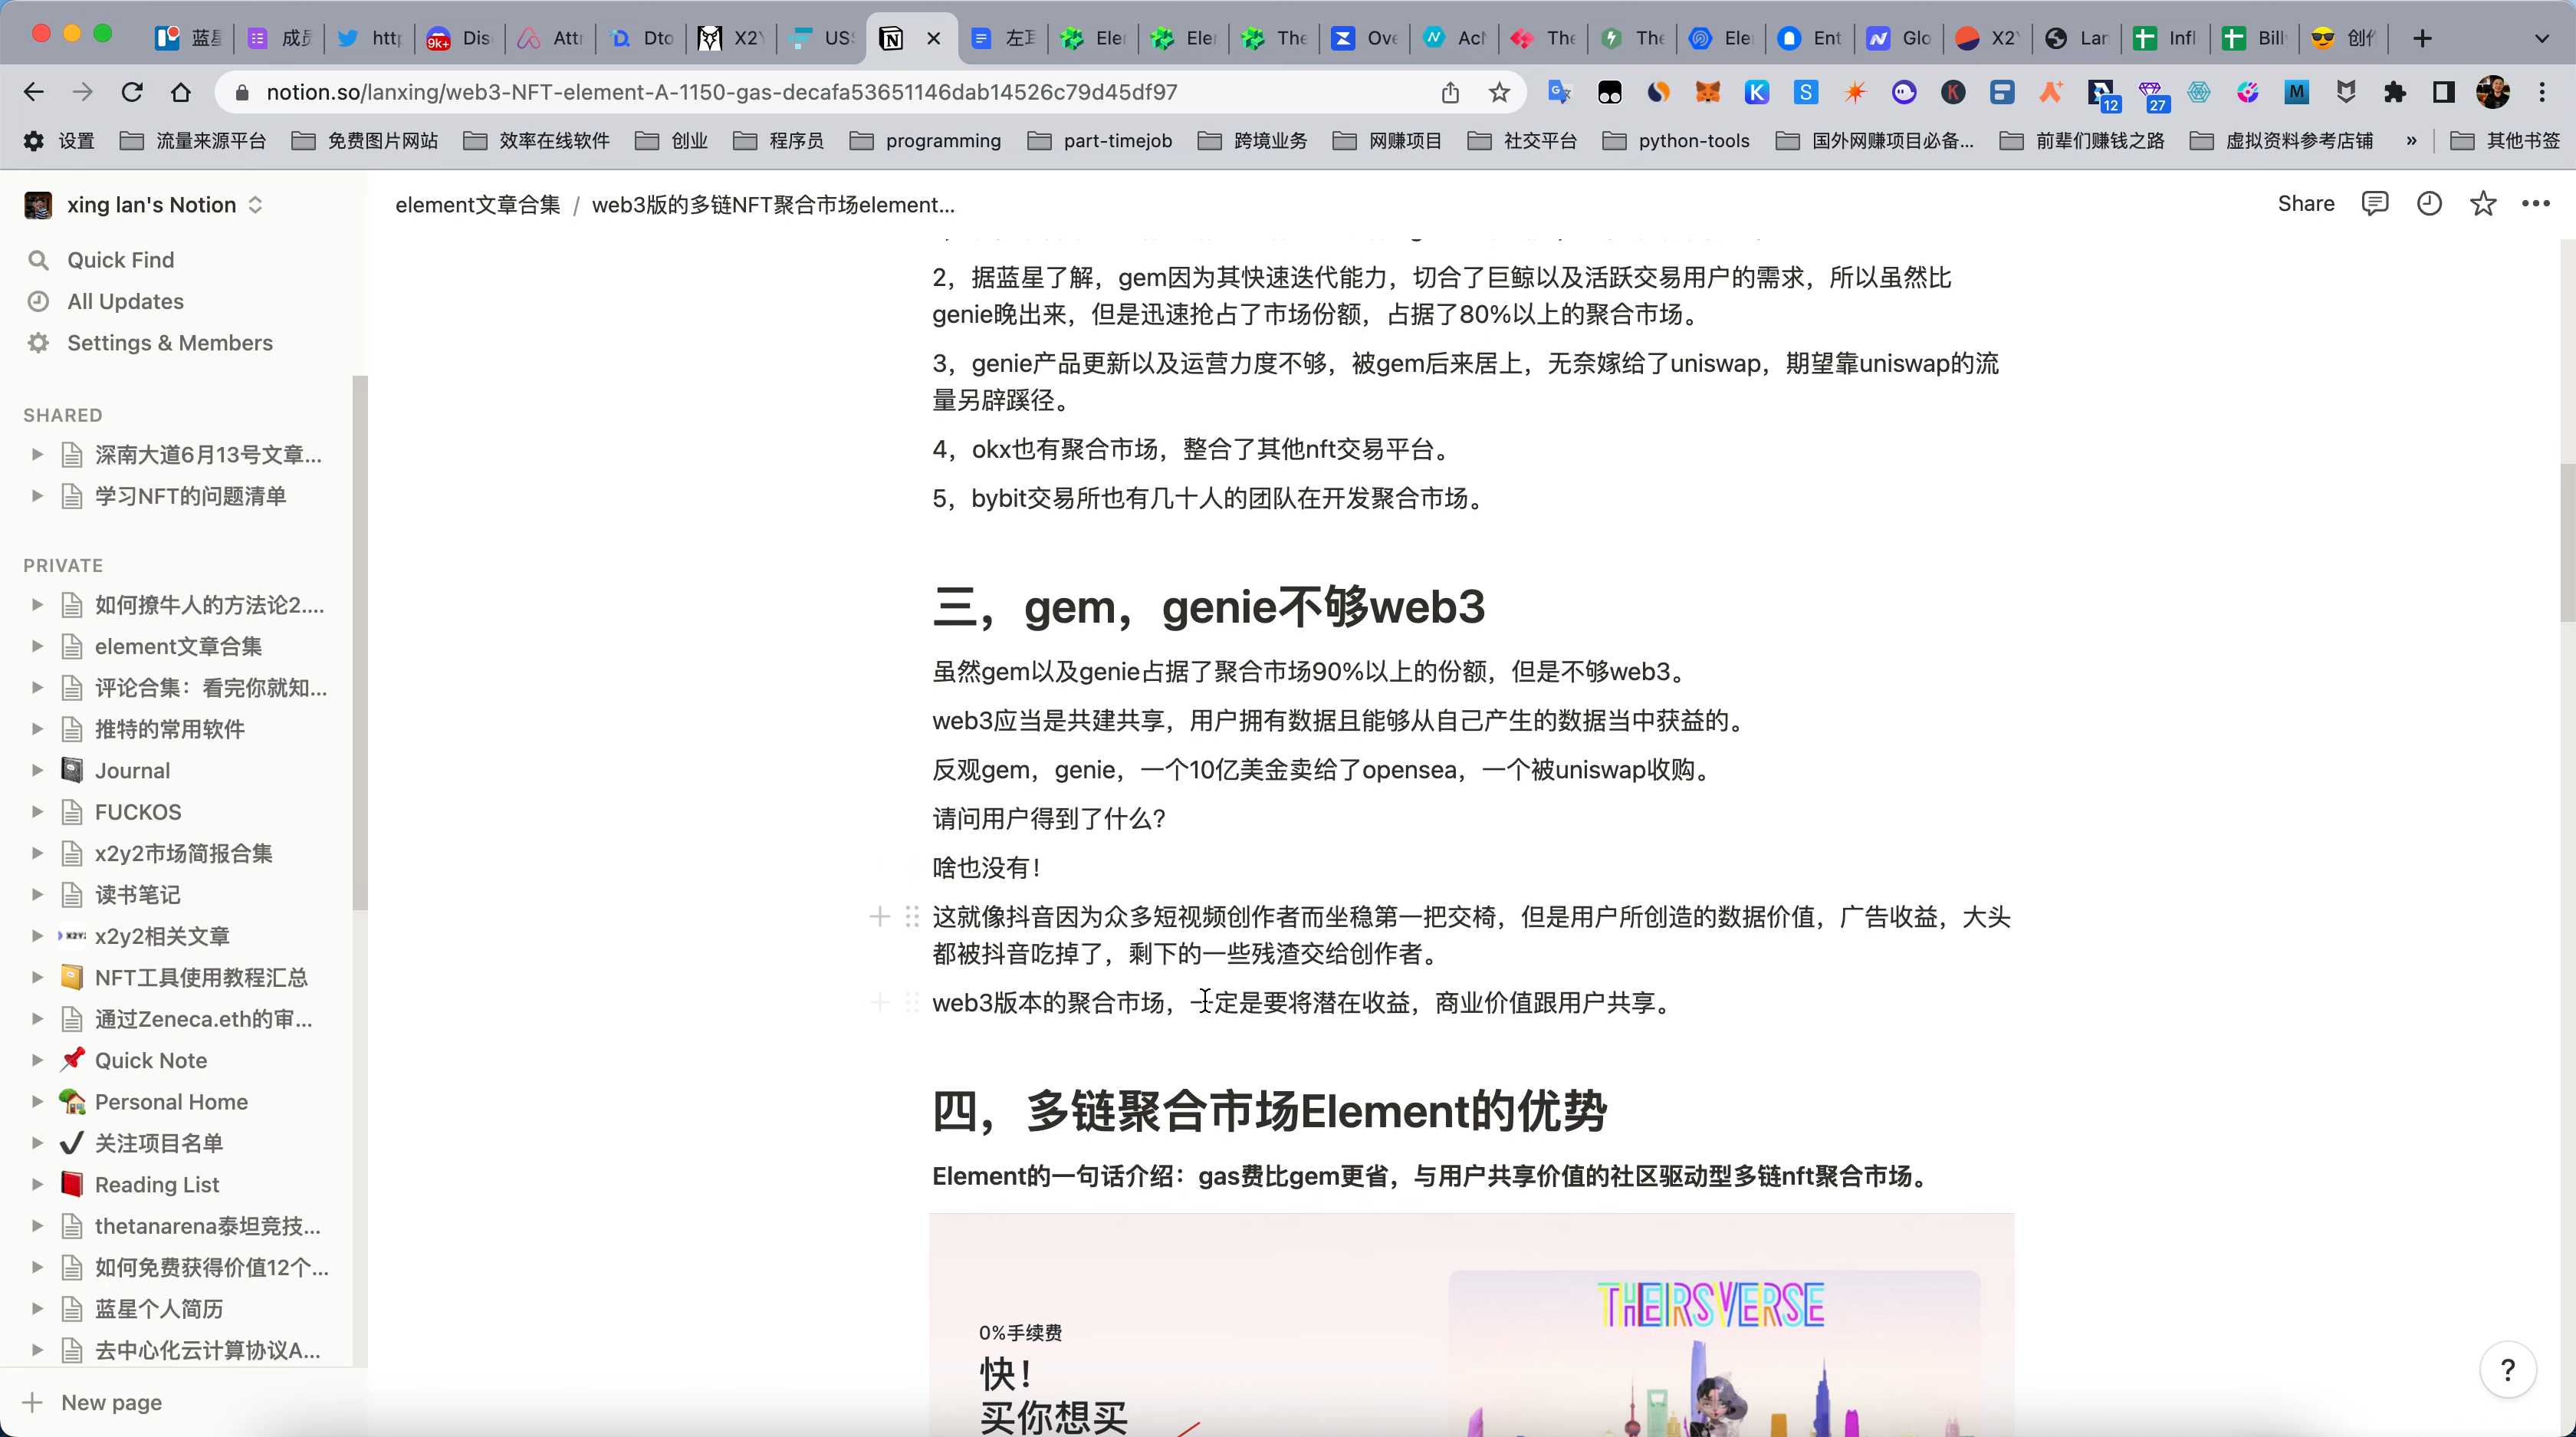 蓝星
成员
http
9k+
Dis
Attr
Dto
X2Y
USS
左耳
Eler
Eler
The
Ove
AcN
The
The
Ele
Ent
Glo
X2Y
Lan
Infl
Bill
创作
notion.so/lanxing/web3-NFT-element-A-1150-gas-decafa53651146dab14526c79d45df97
12
27
设置
流量来源平台
免费图片网站
效率在线软件
创业
程序员
programming
part-timejob
跨境业务
网赚项目
社交平台
python-tools
国外网赚项目必备...
前辈们赚钱之路
虚拟资料参考店铺
»
其他书签
xing lan's Notion
element文章合集 / web3版的多链NFT聚合市场element...
Share
Quick Find
All Updates
Settings & Members
SHARED
深南大道6月13号文章...
学习NFT的问题清单
PRIVATE
如何撩牛人的方法论2....
element文章合集
评论合集：看完你就知...
推特的常用软件
Journal
FUCKOS
x2y2市场简报合集
读书笔记
x2y2相关文章
NFT工具使用教程汇总
通过Zeneca.eth的审...
Quick Note
Personal Home
关注项目名单
Reading List
thetanarena泰坦竞技...
如何免费获得价值12个...
蓝星个人简历
去中心化云计算协议A...
New page
2，据蓝星了解，gem因为其快速迭代能力，切合了巨鲸以及活跃交易用户的需求，所以虽然比
genie晚出来，但是迅速抢占了市场份额，占据了80%以上的聚合市场。
3，genie产品更新以及运营力度不够，被gem后来居上，无奈嫁给了uniswap，期望靠uniswap的流
量另辟蹊径。
4，okx也有聚合市场，整合了其他nft交易平台。
5，bybit交易所也有几十人的团队在开发聚合市场。
三，gem，genie不够web3
虽然gem以及genie占据了聚合市场90%以上的份额，但是不够web3。
web3应当是共建共享，用户拥有数据且能够从自己产生的数据当中获益的。
反观gem，genie，一个10亿美金卖给了opensea，一个被uniswap收购。
请问用户得到了什么？
啥也没有！
这就像抖音因为众多短视频创作者而坐稳第一把交椅，但是用户所创造的数据价值，广告收益，大头
都被抖音吃掉了，剩下的一些残渣交给创作者。
web3版本的聚合市场，一定是要将潜在收益，商业价值跟用户共享。
四，多链聚合市场Element的优势
Element的一句话介绍：gas费比gem更省，与用户共享价值的社区驱动型多链nft聚合市场。
THEIRSVERSE
0%手续费
快！
买你想买
?